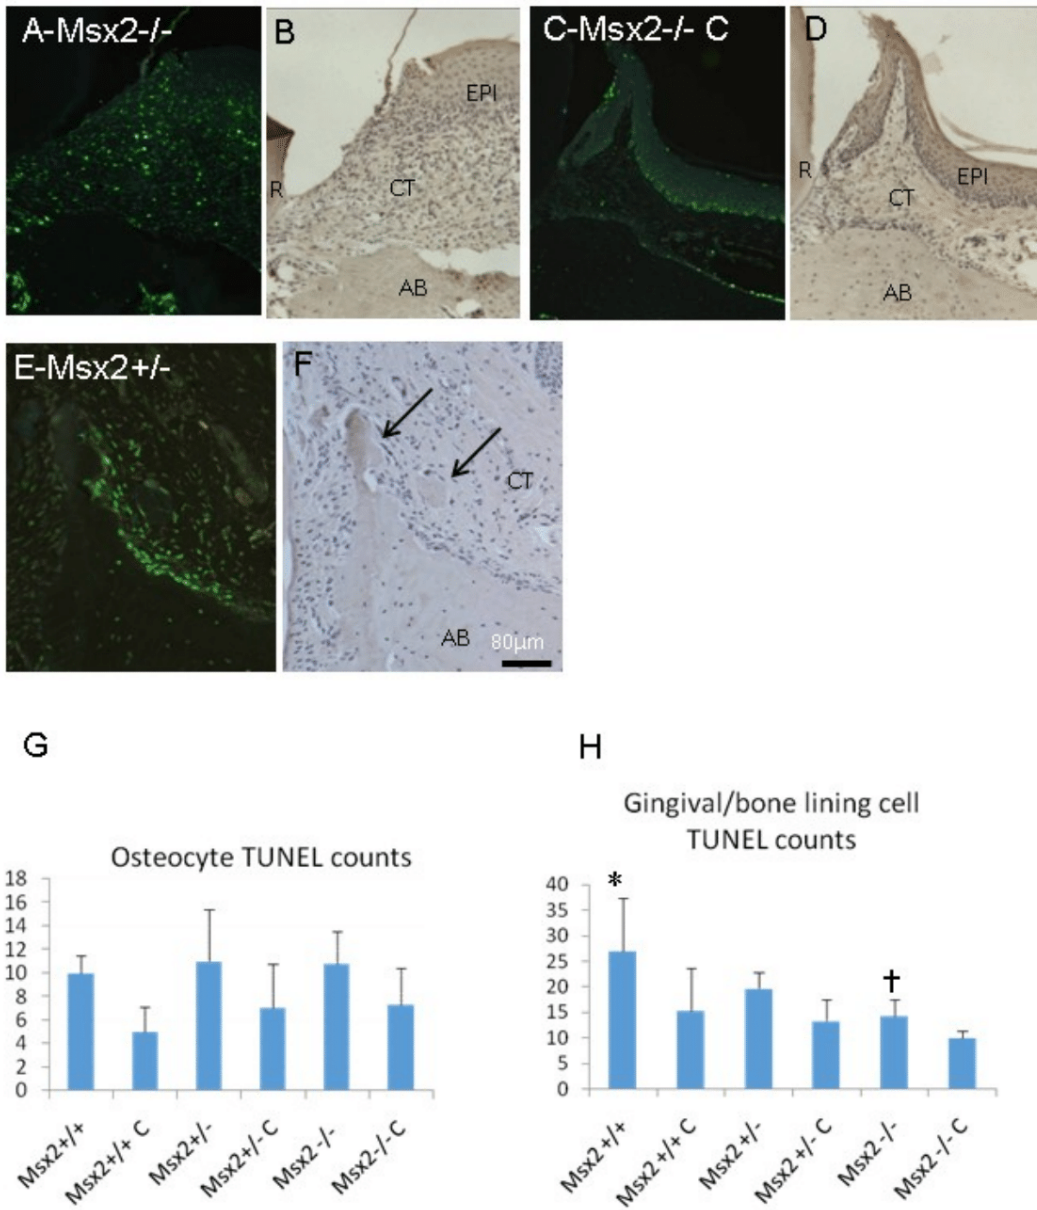 A-Msx2-/-
B
EPI
R
CT
AB
C-Msx2-/- C
D
R
EPI
CT
AB
E-Msx2+/-
F
CT
AB
80μm
G
Osteocyte TUNEL counts
18
16
14
12
10
8
6
4
2
0
Msx2+/+
Msx2+/+ C
Msx2+/-
Msx2+/- C
Msx2-/-
Msx2-/- C
H
Gingival/bone lining cell
TUNEL counts
40
35
30
25
20
15
10
5
0
*
†
Msx2+/+
Msx2+/+ C
Msx2+/-
Msx2+/- C
Msx2-/-
Msx2-/- C